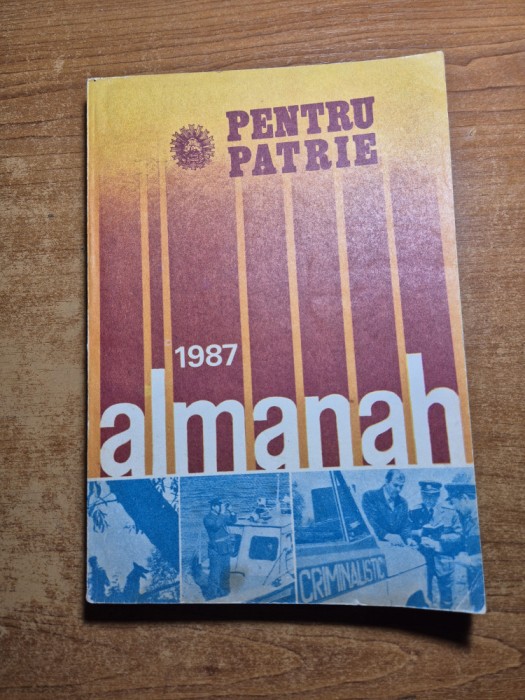 PENTRU
PATRIE
1987
almanah
CRIMINALISTIC